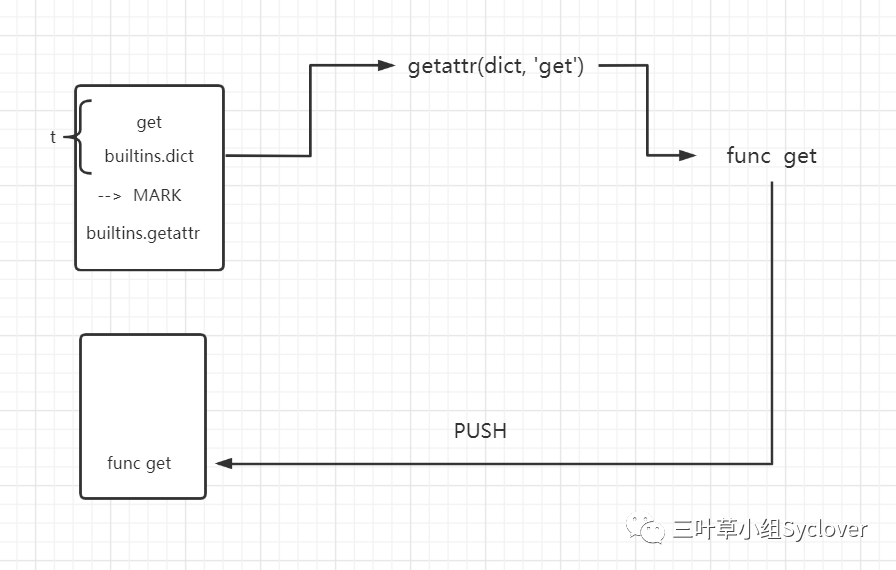 getattr(dict, 'get')
t
get
builtins.dict
--> MARK
builtins.getattr
func get
PUSH
func get
三叶草小组Syclover